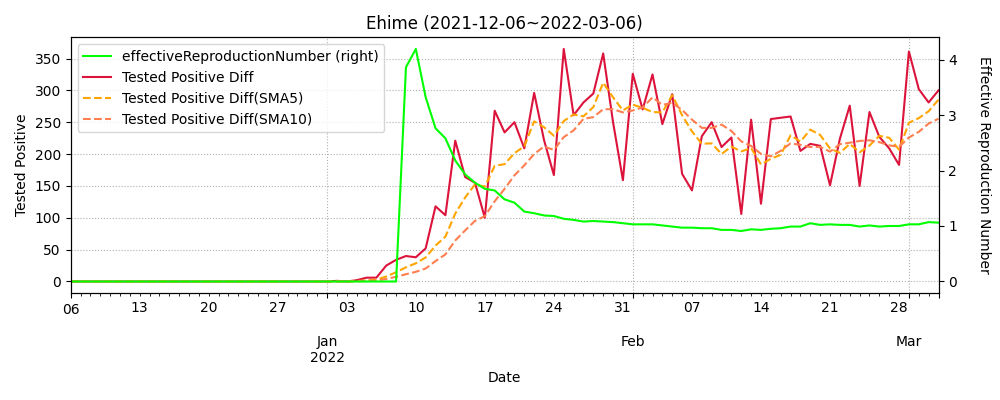 Ehime (2021-12-06~2022-03-06)
effectiveReproductionNumber (right)
Tested Positive Diff
Tested Positive Diff(SMA5)
Tested Positive Diff(SMA10)
Tested Positive
350
300
250
200
150
100
50
0
4
3
2
1
0
Effective Reproduction Number
06 13 20 27 03 10 17 24 31 07 14 21 28
Jan Feb Mar
2022
Date